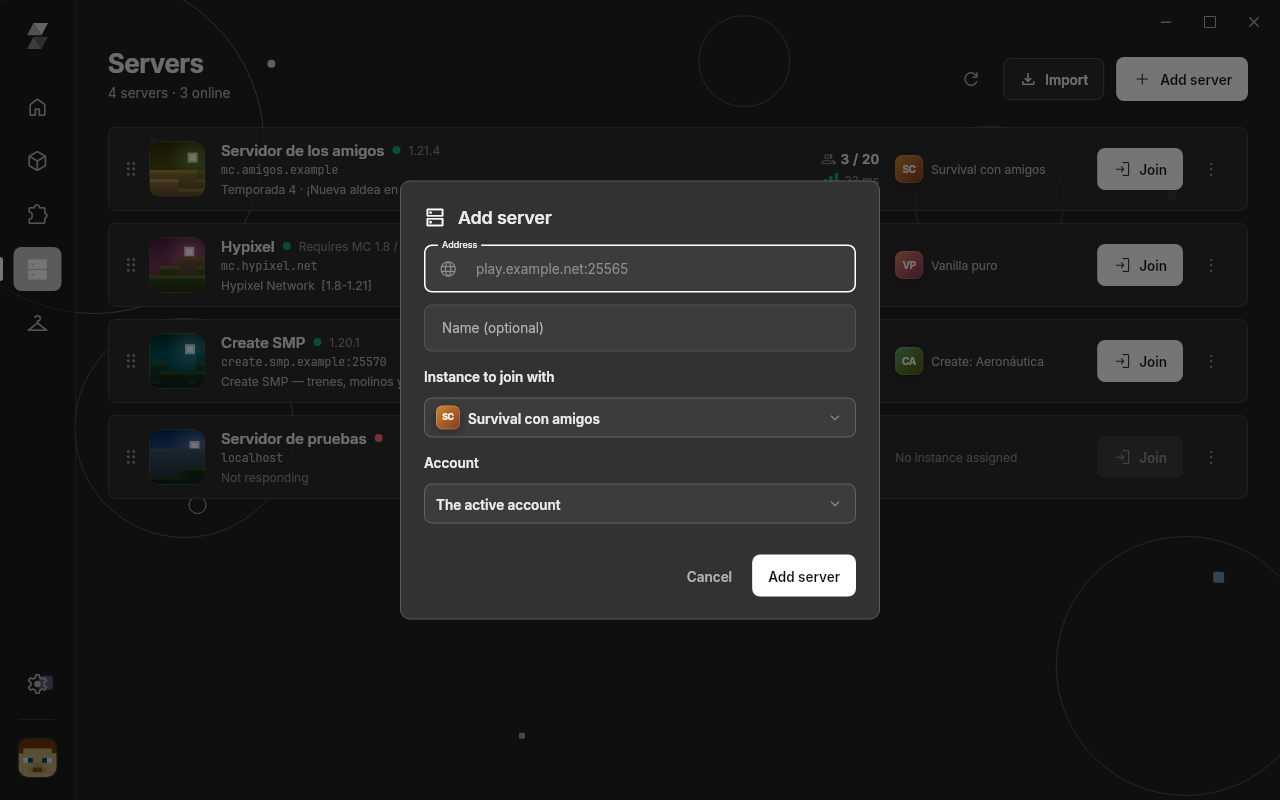 Servers
4 servers · 3 online
Import
Add server
Servidor de los amigos
1.21.4
mc.amigos.example
Temporada 4 · ¡Nueva aldea en
3 / 20
SC
Survival con amigos
Join
Hypixel
Requires MC 1.8 /
mc.hypixel.net
Hypixel Network [1.8-1.21]
VP
Vanilla puro
Join
Create SMP
1.20.1
create.smp.example:25570
Create SMP — trenes, molinos y
CA
Create: Aeronáutica
Join
Servidor de pruebas
localhost
Not responding
No instance assigned
Join
Add server
Address
play.example.net:25565
Name (optional)
Instance to join with
SC
Survival con amigos
Account
The active account
Cancel
Add server